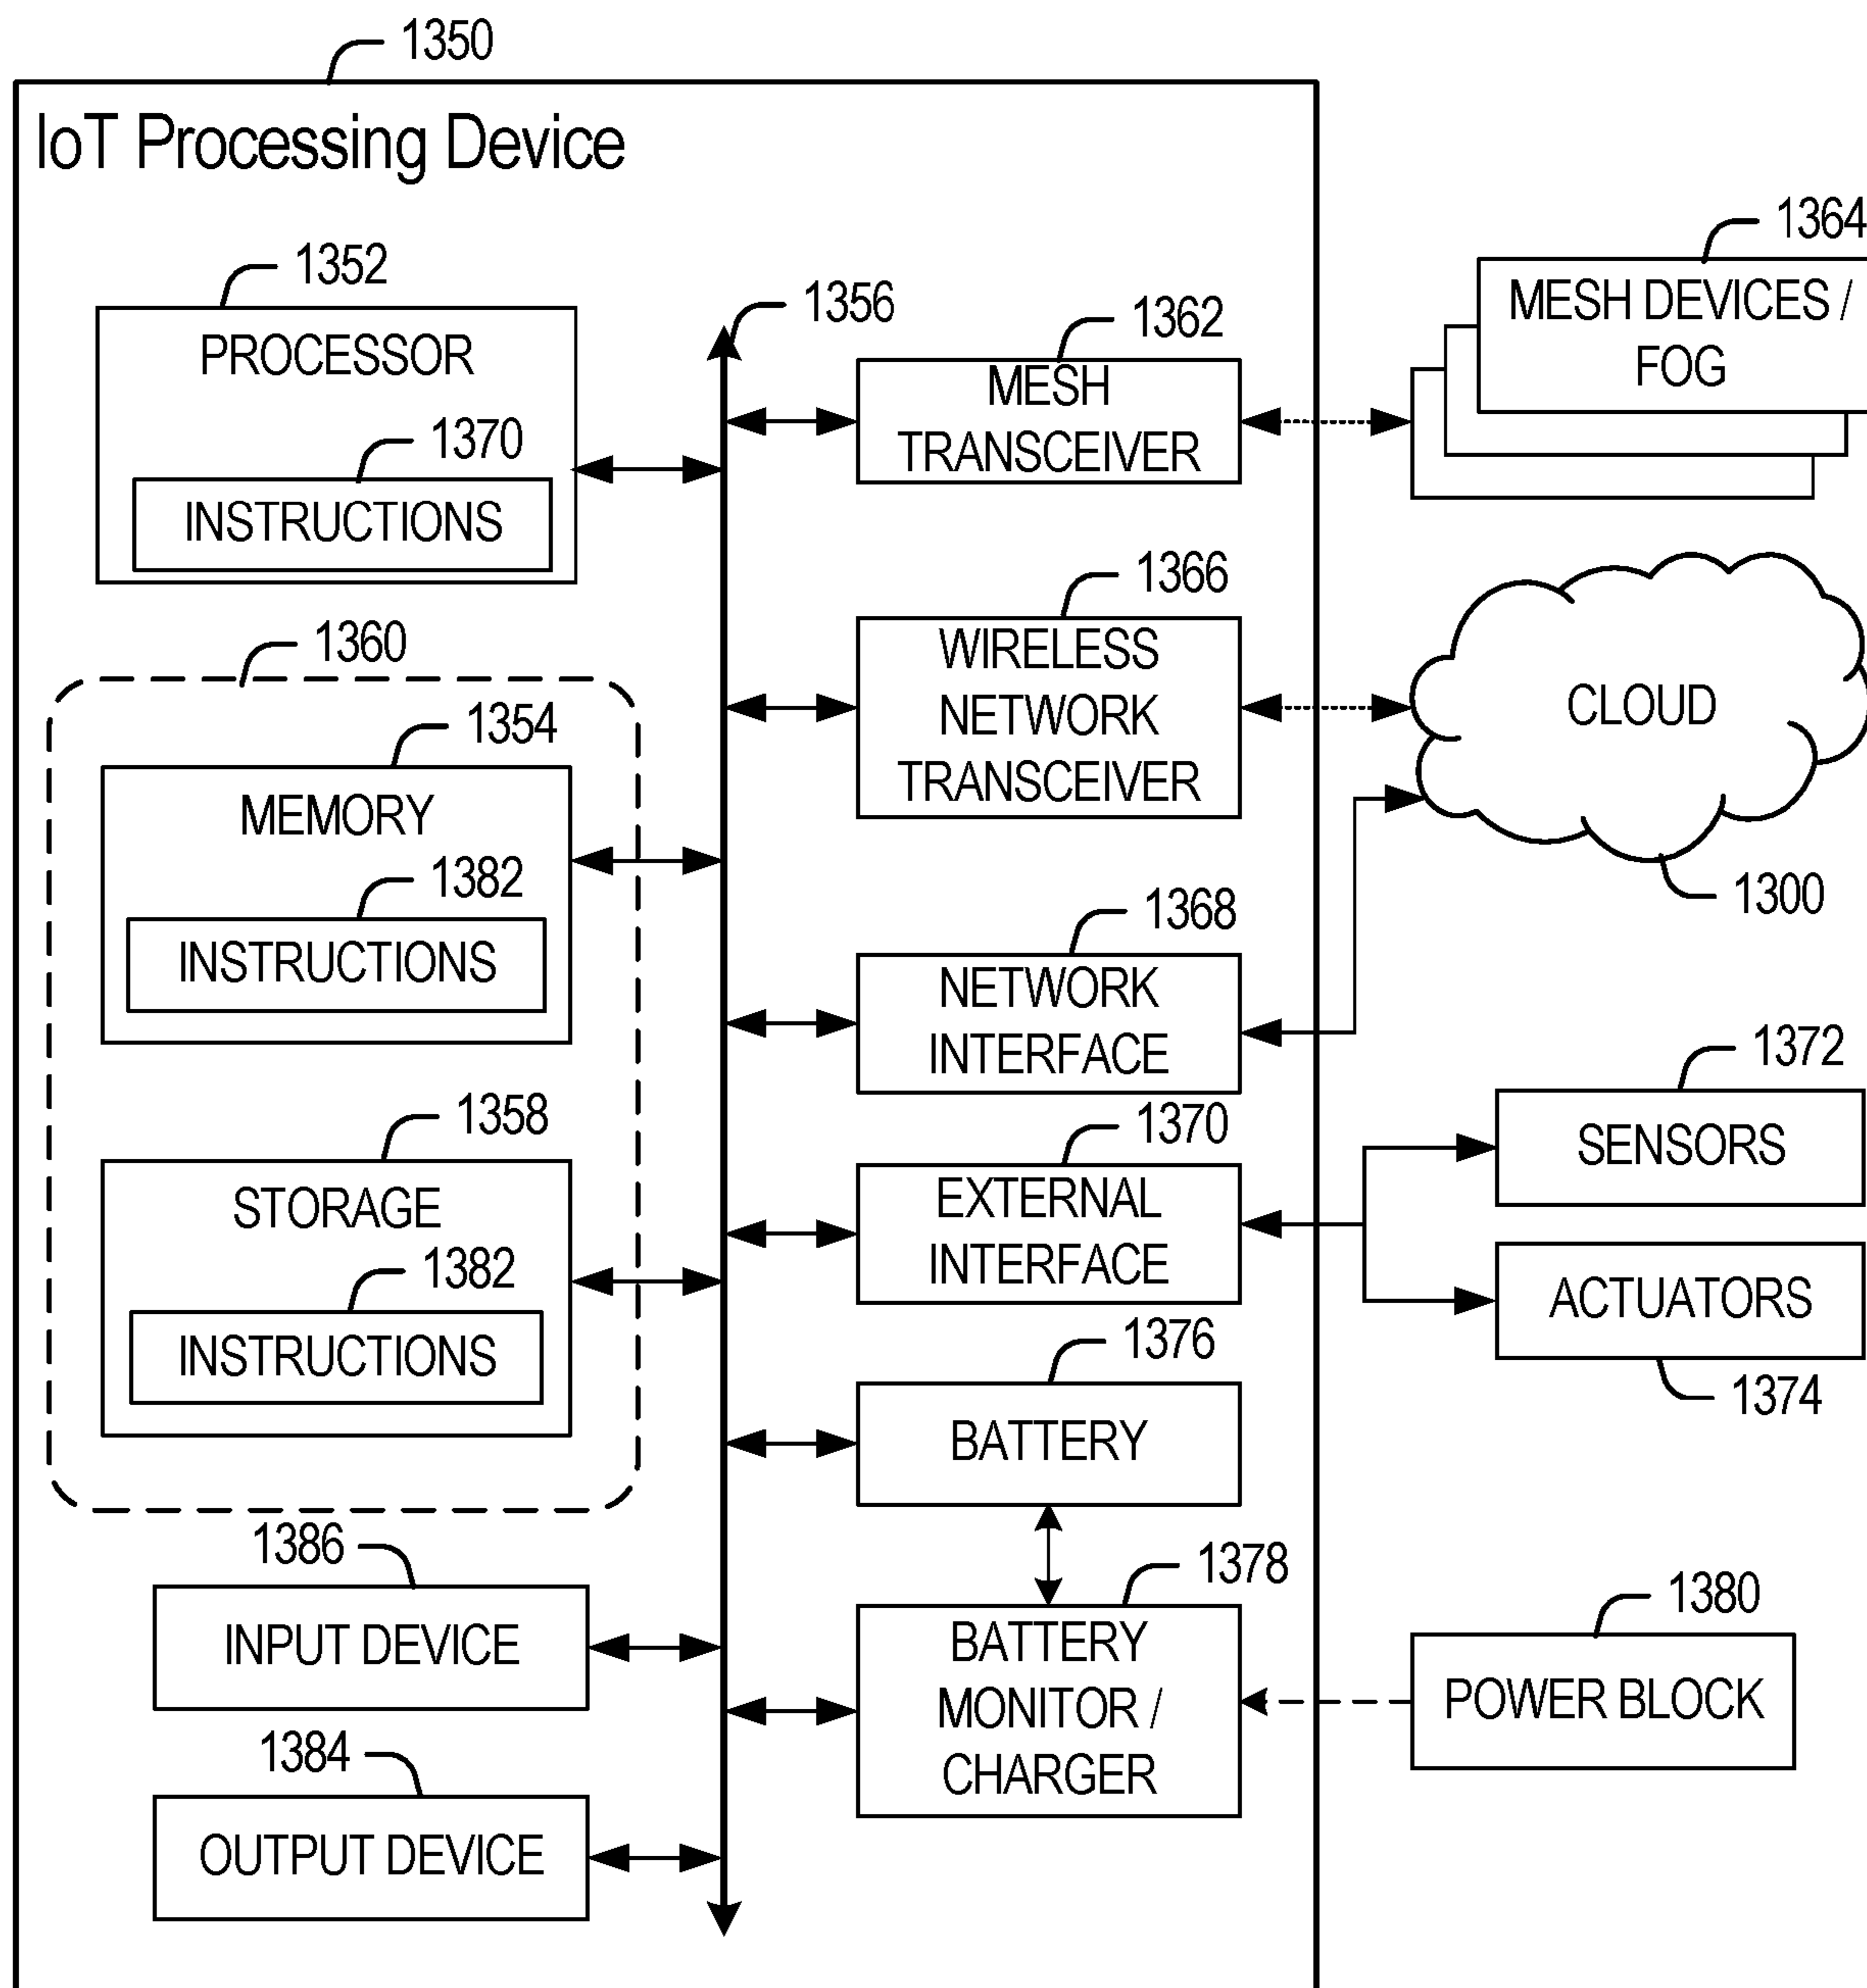 1350
IoT Processing Device
1352
PROCESSOR
1370
INSTRUCTIONS
1360
1354
MEMORY
1382
INSTRUCTIONS
1358
STORAGE
1382
INSTRUCTIONS
1386
INPUT DEVICE
1384
OUTPUT DEVICE
1356
1362
MESH
TRANSCEIVER
1366
WIRELESS
NETWORK
TRANSCEIVER
1368
NETWORK
INTERFACE
1370
EXTERNAL
INTERFACE
1376
BATTERY
1378
BATTERY
MONITOR /
CHARGER
1364
MESH DEVICES /
FOG
CLOUD
1300
1372
SENSORS
ACTUATORS
1374
1380
POWER BLOCK